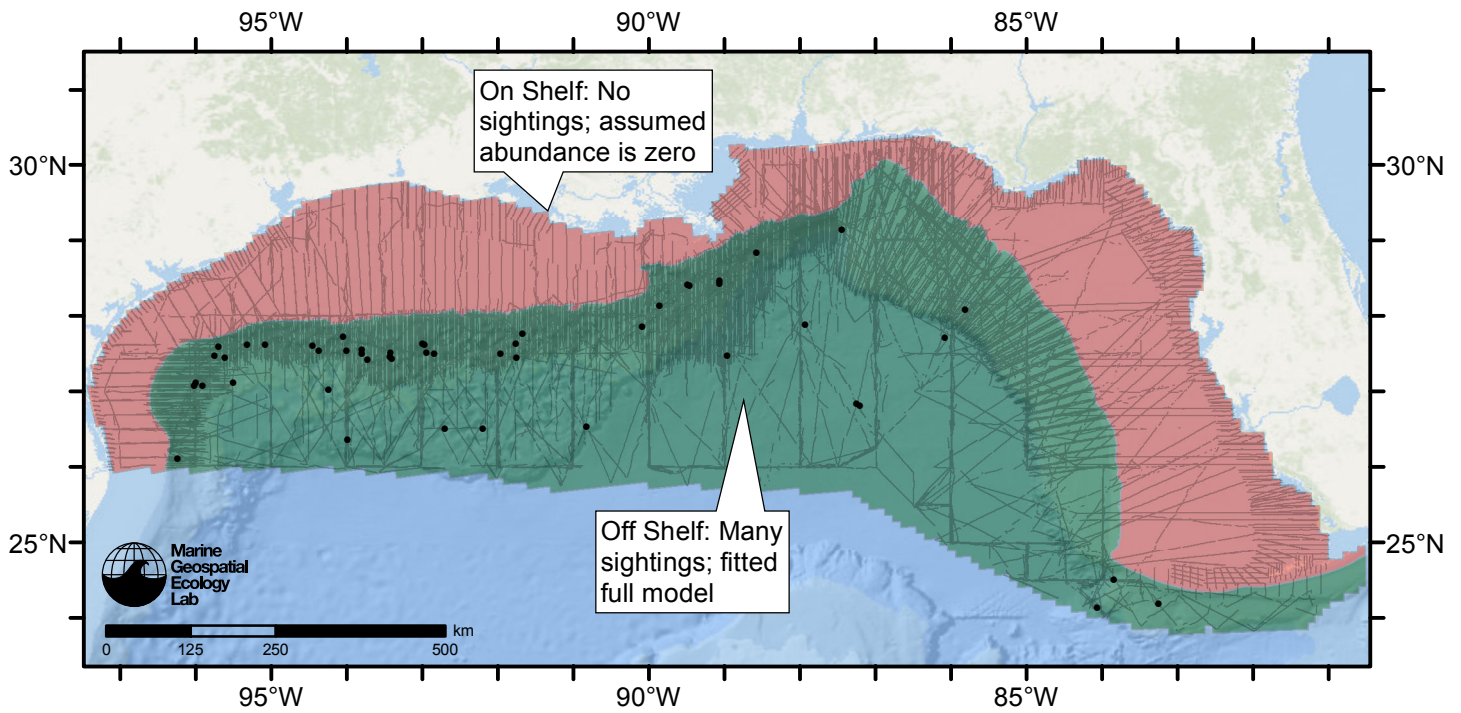 95°W
90°W
85°W
On Shelf: No
sightings; assumed
abundance is zero
30°N
30°N
Off Shelf: Many
sightings; fitted
full model
25°N
25°N
Marine
Geospatial
Ecology
Lab
km
0
125
250
500
95°W
90°W
85°W